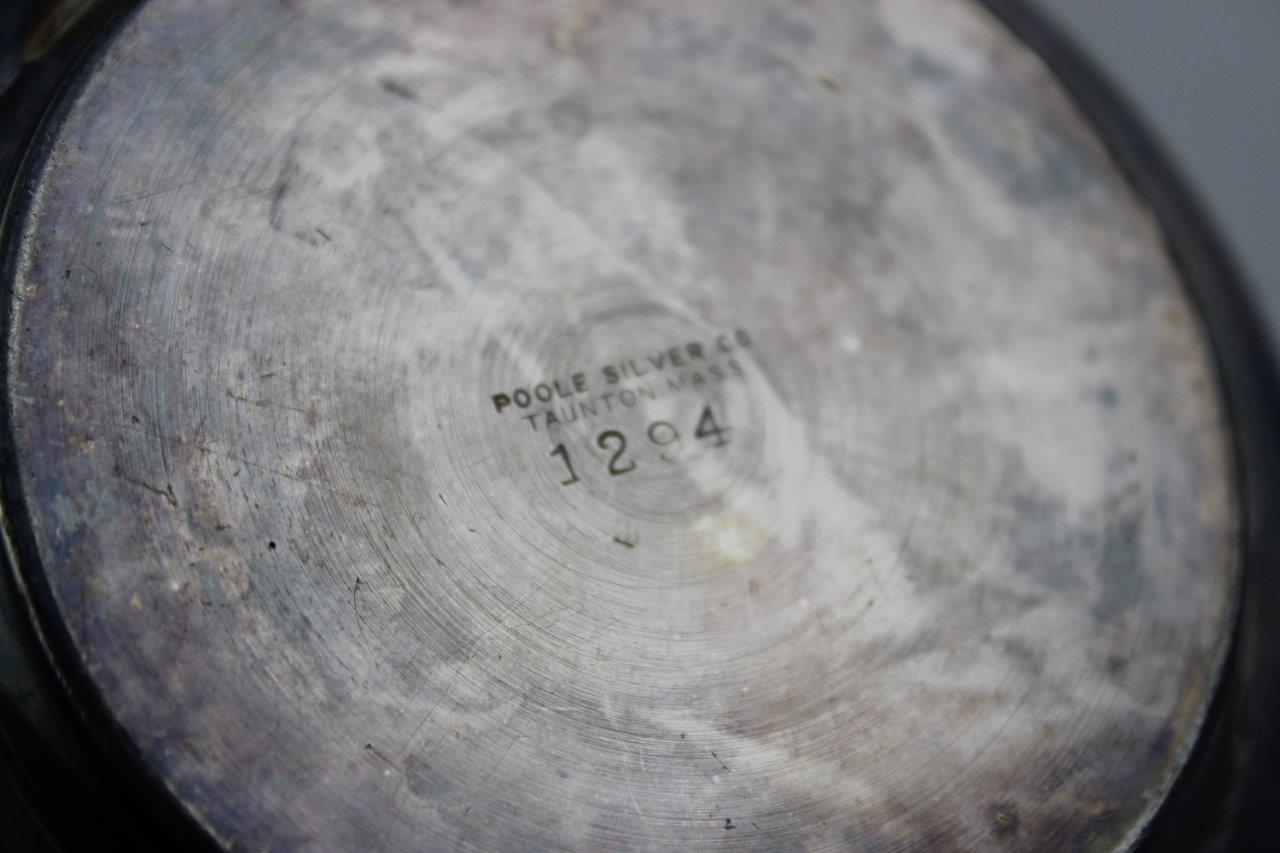 POOLE SILVER CO
TAUNTON, MASS
1294